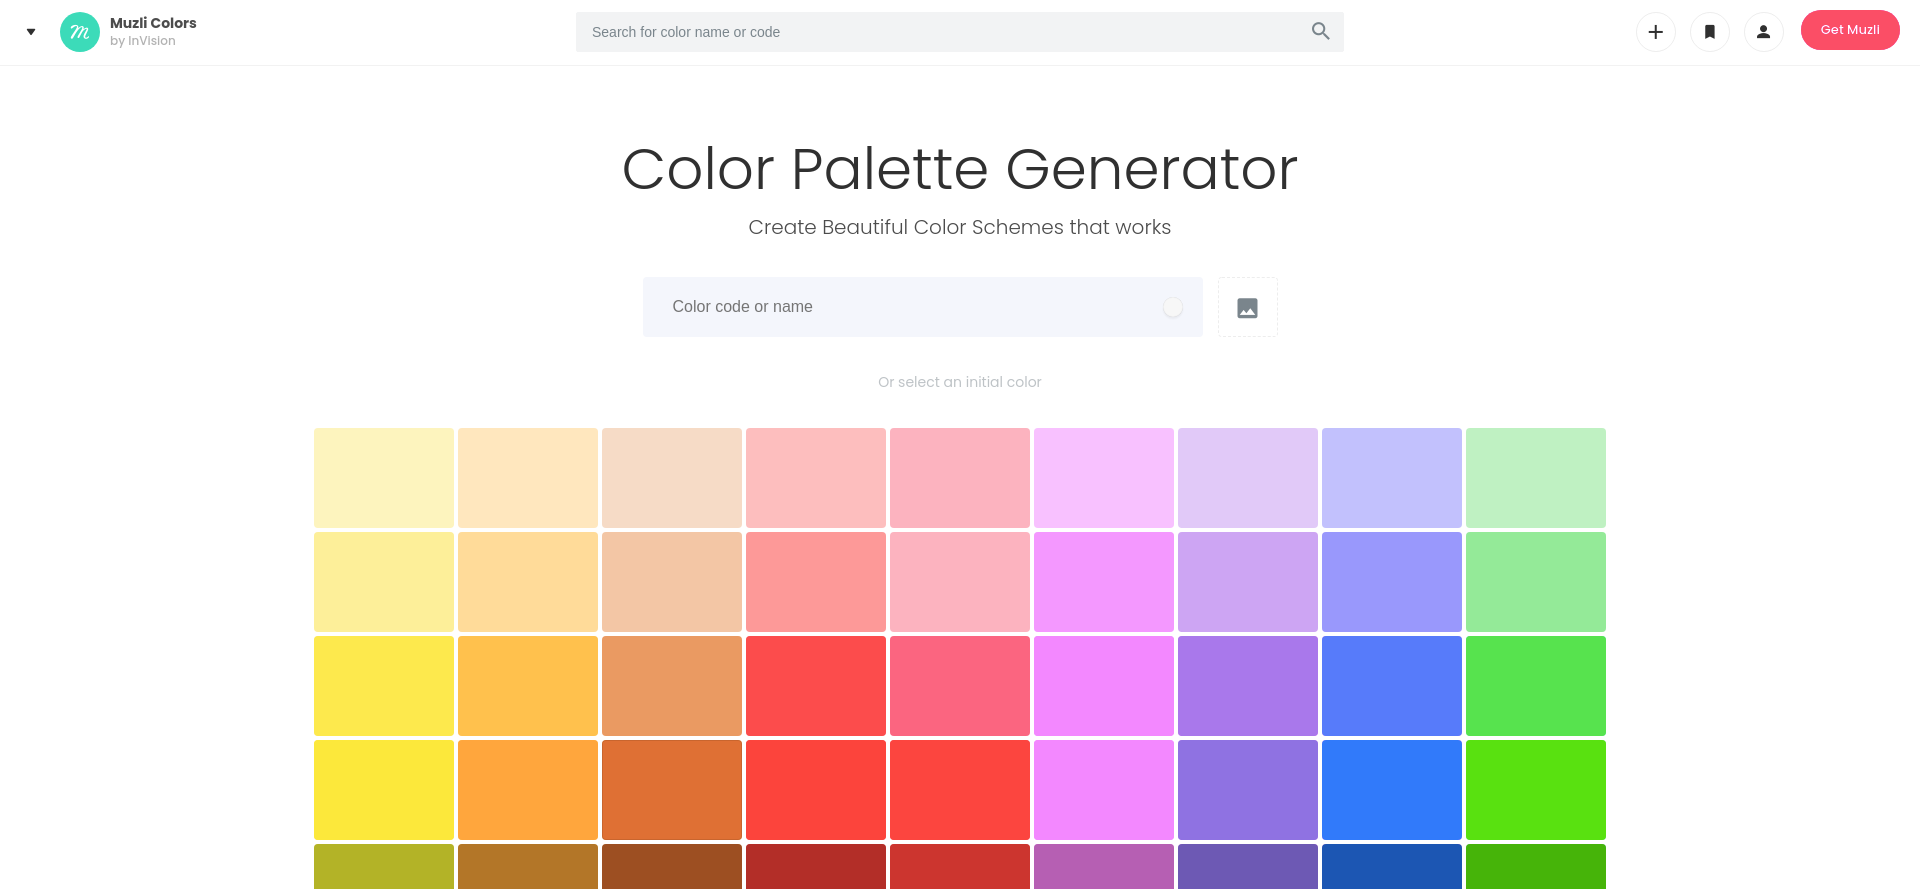 Muzli Colors
by InVision
Search for color name or code
Get Muzli
Color Palette Generator
Create Beautiful Color Schemes that works
Color code or name
Or select an initial color